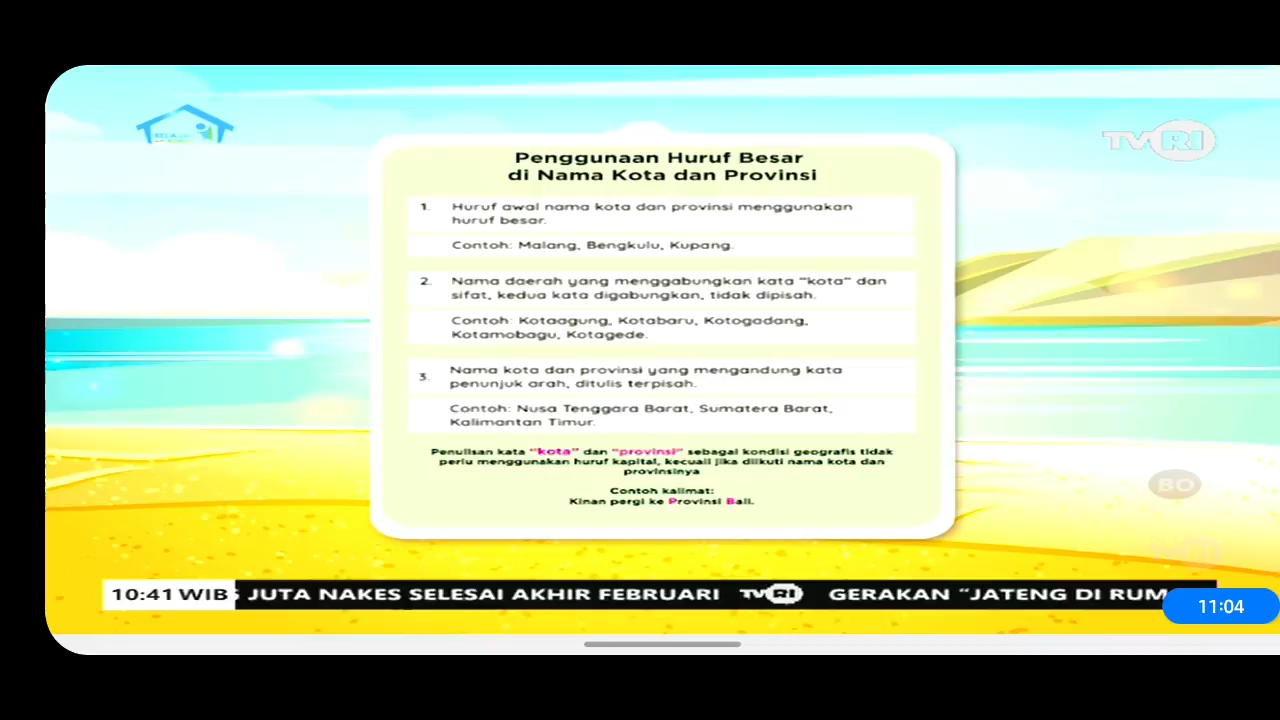 BELAJAR
TVRI
Penggunaan Huruf Besar
di Nama Kota dan Provinsi
1. Huruf awal nama kota dan provinsi menggunakan
huruf besar.
Contoh: Malang, Bengkulu, Kupang.
2. Nama daerah yang menggabungkan kata "kota" dan
sifat, kedua kata digabungkan, tidak dipisah.
Contoh: Kotaagung, Kotabaru, Kotogadang,
Kotamobagu, Kotagede.
3. Nama kota dan provinsi yang mengandung kata
penunjuk arah, ditulis terpisah.
Contoh: Nusa Tenggara Barat, Sumatera Barat,
Kalimantan Timur.
Penulisan kata "kota" dan "provinsi" sebagai kondisi geografis tidak
perlu menggunakan huruf kapital, kecuali jika diikuti nama kota dan
provinsinya
Contoh kalimat:
Kinan pergi ke Provinsi Bali.
BO
10:41 WIB JUTA NAKES SELESAI AKHIR FEBRUARI TVRI GERAKAN "JATENG DI RUM
11:04